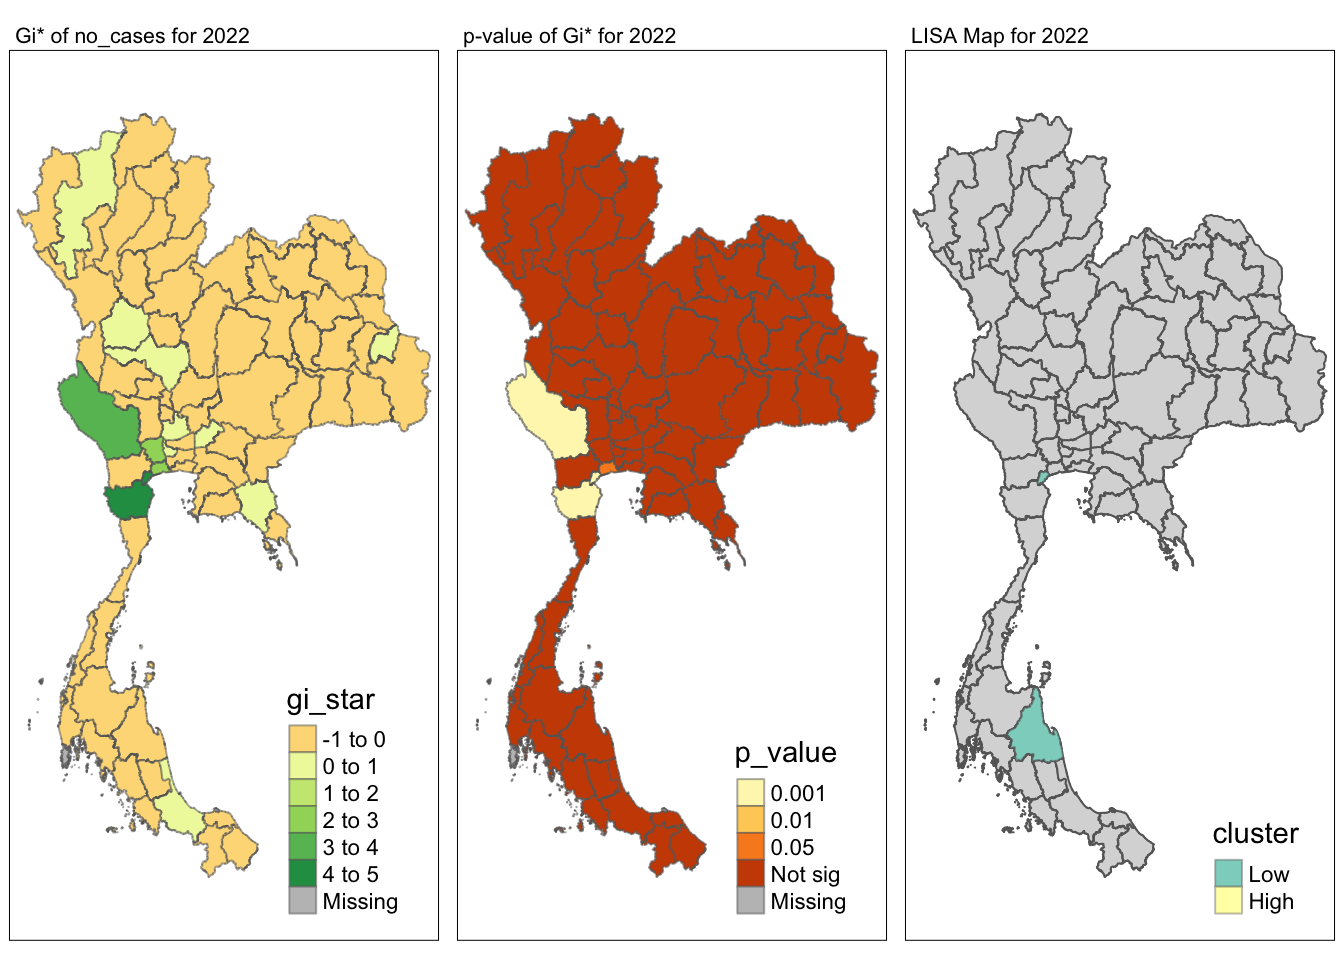 Gi* of no_cases for 2022
p-value of Gi* for 2022
LISA Map for 2022
gi_star
-1 to 0
0 to 1
1 to 2
2 to 3
3 to 4
4 to 5
Missing
p_value
0.001
0.01
0.05
Not sig
Missing
cluster
Low
High